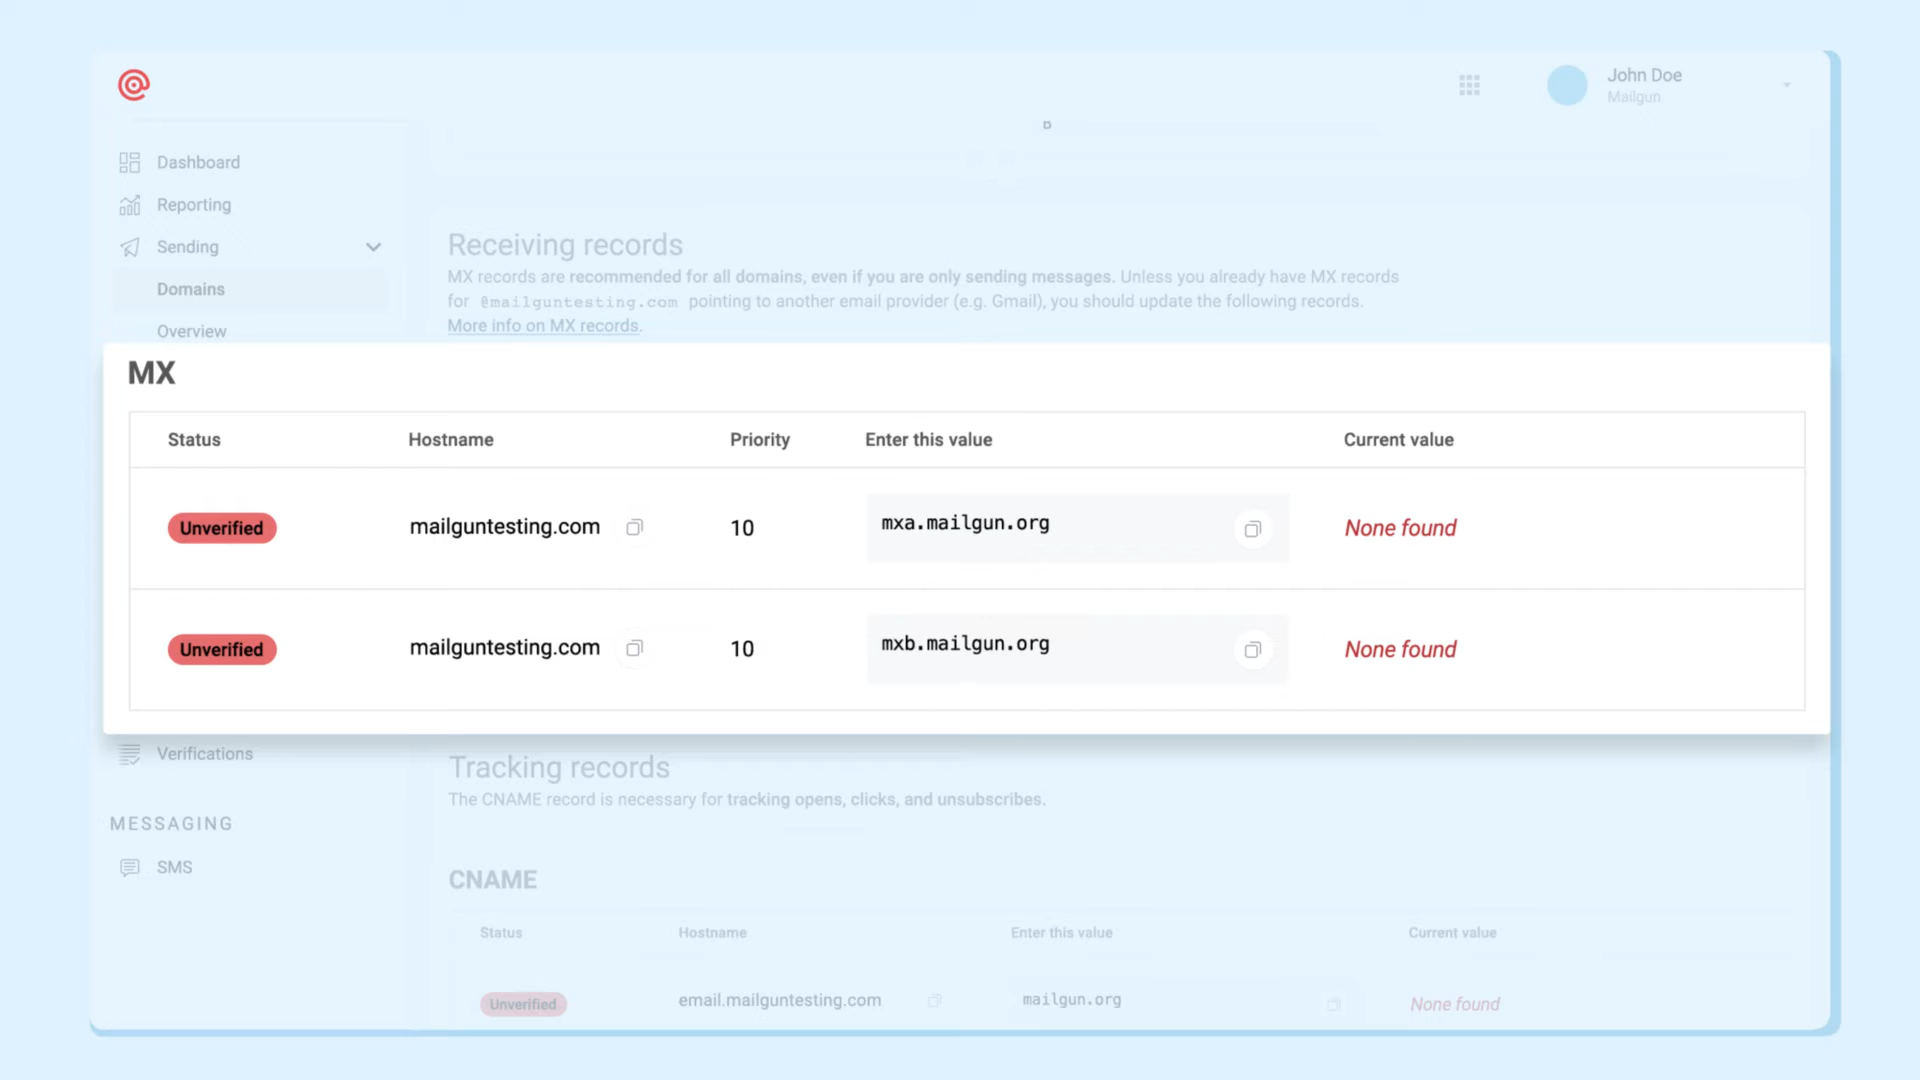 John Doe
Mailgun
Dashboard
Reporting
Sending
Domains
Overview
Receiving records
MX records are recommended for all domains, even if you are only sending messages. Unless you already have MX records
for @mailguntesting.com pointing to another email provider (e.g. Gmail), you should update the following records.
More info on MX records.
MX
Status Hostname Priority Enter this value Current value
Unverified mailguntesting.com 10 mxa.mailgun.org None found
Unverified mailguntesting.com 10 mxb.mailgun.org None found
Verifications
MESSAGING
SMS
Tracking records
The CNAME record is necessary for tracking opens, clicks, and unsubscribes.
CNAME
Status Hostname Enter this value Current value
Unverified email.mailguntesting.com mailgun.org None found